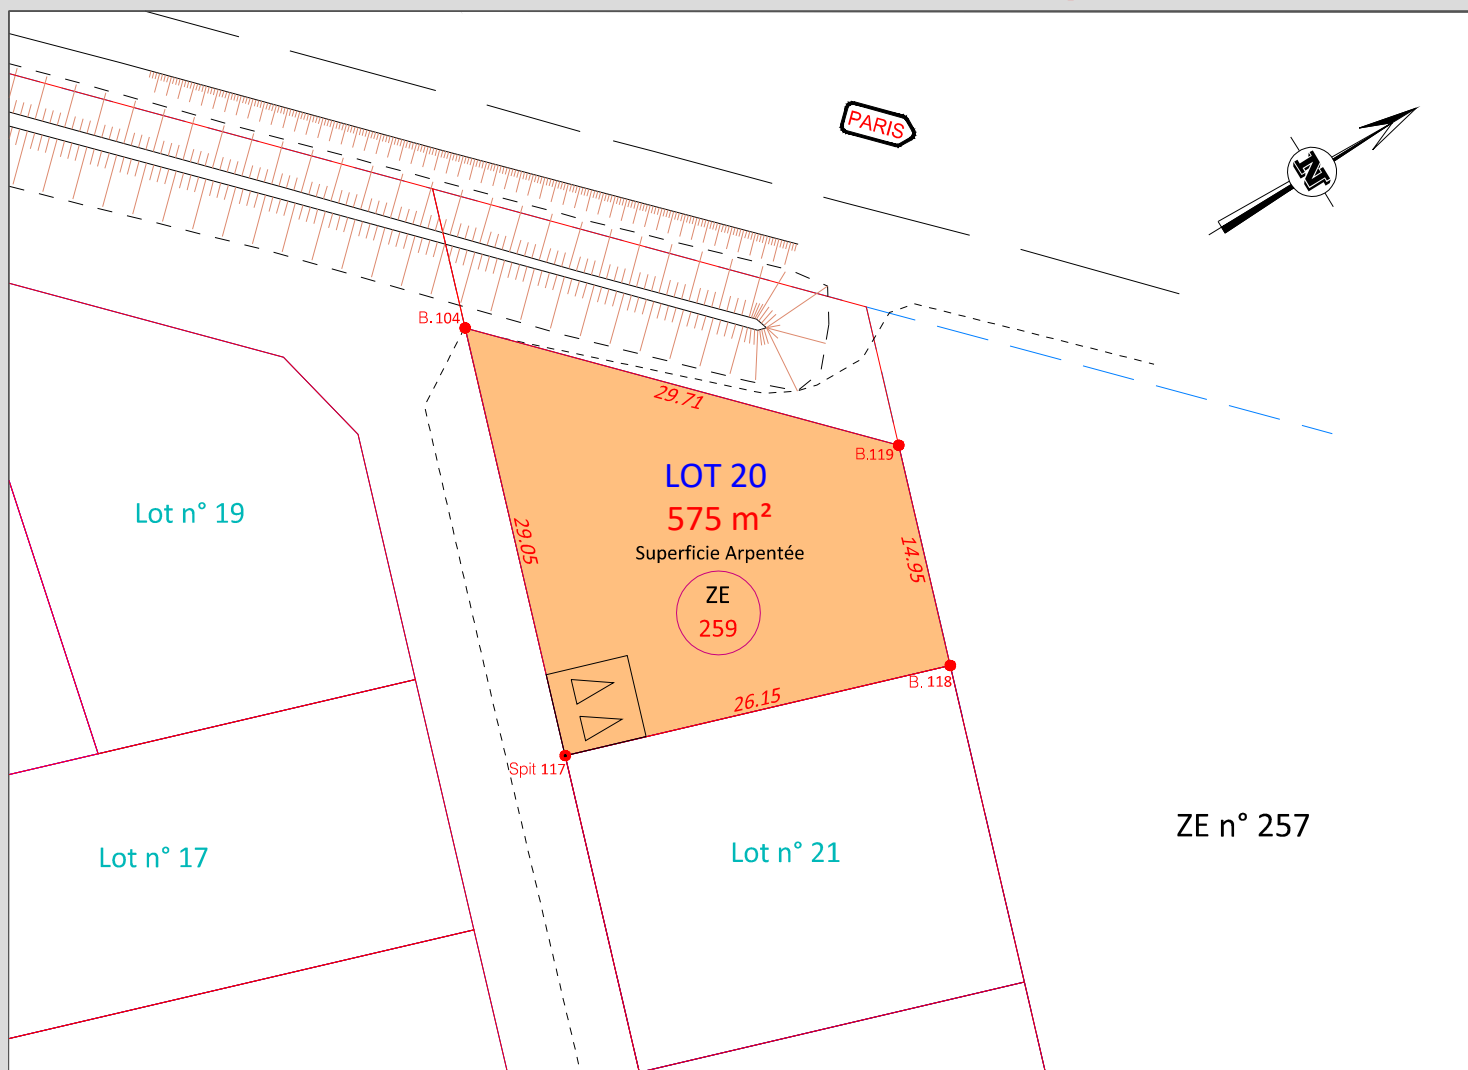 PARIS
N
B.104
29.71
B.119
LOT 20
575 m²
Superficie Arpentée
29.05
14.95
ZE
259
Lot n° 19
26.15
B. 118
Spit 117
ZE n° 257
Lot n° 17
Lot n° 21